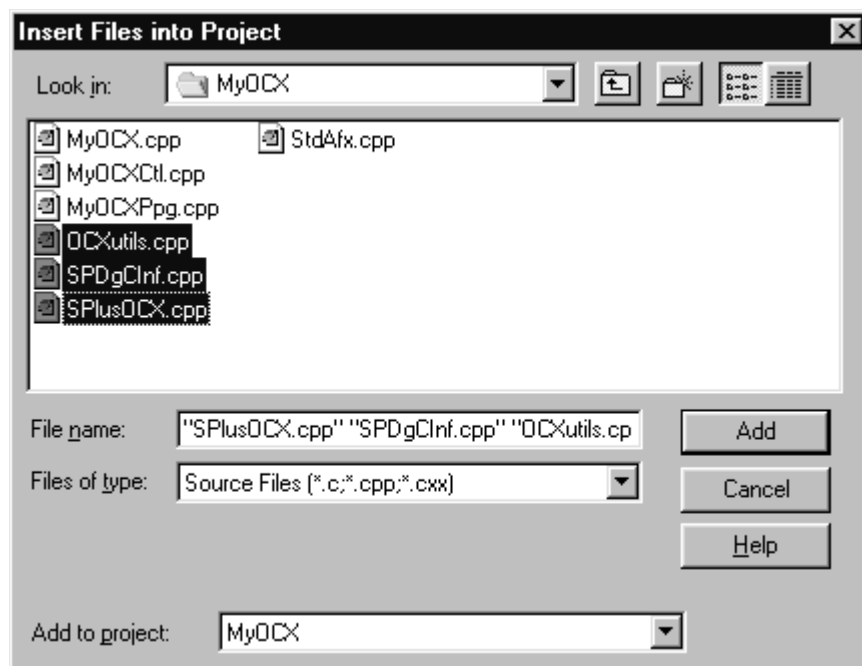 Insert Files into Project
Look in: MyOCX
MyOCX.cpp StdAfx.cpp
MyOCXCtl.cpp
MyOCXPpg.cpp
OCXutils.cpp
SPDgCInf.cpp
SPlusOCX.cpp
File name: "SPlusOCX.cpp" "SPDgCInf.cpp" "OCXutils.cp Add
Files of type: Source Files (*.c;*.cpp;*.cxx) Cancel
Help
Add to project: MyOCX